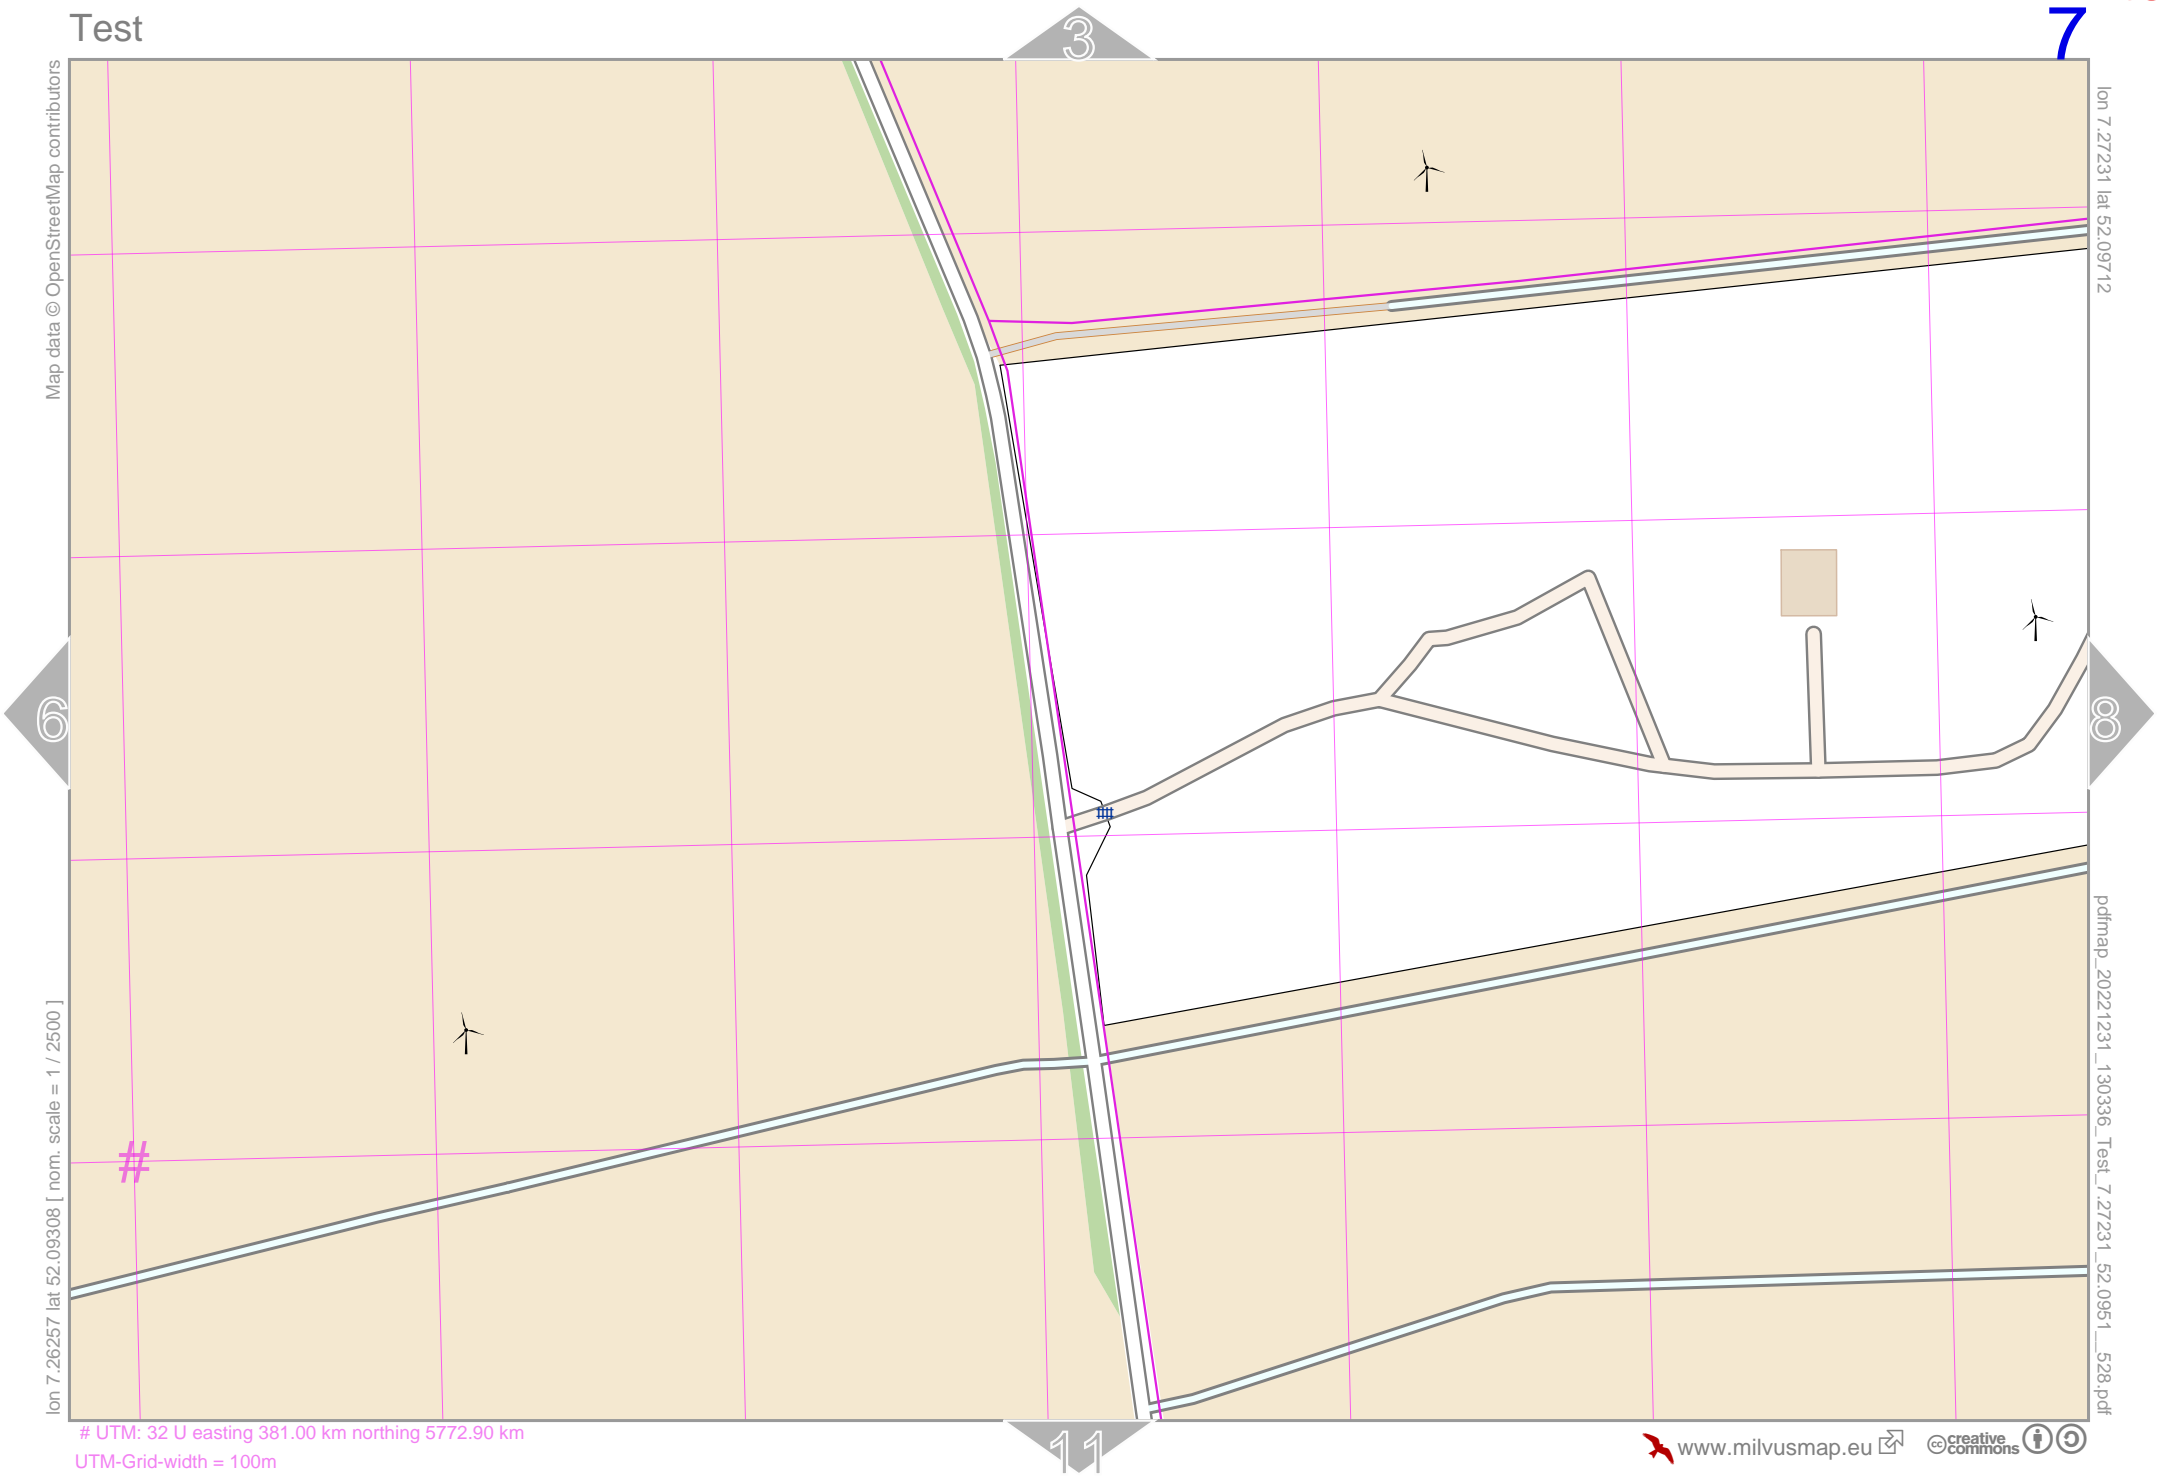 Test
3
7
Map data © OpenStreetMap contributors
lon 7.27231 lat 52.09712
6
8
lon 7.26257 lat 52.09308 [ nom. scale = 1 / 2500 ]
pdfmap_20221231_130336_Test_7.27231_52.0951__528.pdf
#
# UTM: 32 U easting 381.00 km northing 5772.90 km
UTM-Grid-width = 100m
11
www.milvusmap.eu
cc creative commons